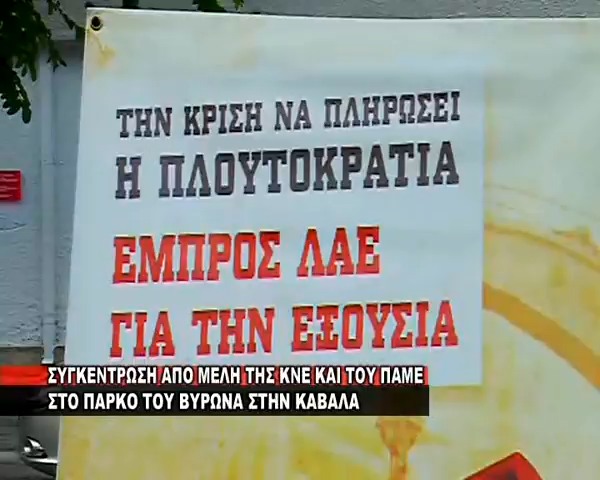 ΤΗΝ ΚΡΙΣΗ ΝΑ ΠΛΗΡΩΣΕΙ
Η ΠΛΟΥΤΟΚΡΑΤΙΑ
ΕΜΠΡΟΣ ΛΑΕ
ΓΙΑ ΤΗΝ ΕΞΟΥΣΙΑ
ΣΥΓΚΕΝΤΡΩΣΗ ΑΠΟ ΜΕΛΗ ΤΗΣ ΚΝΕ ΚΑΙ ΤΟΥ ΠΑΜΕ
ΣΤΟ ΠΑΡΚΟ ΤΟΥ ΒΥΡΩΝΑ ΣΤΗΝ ΚΑΒΑΛΑ